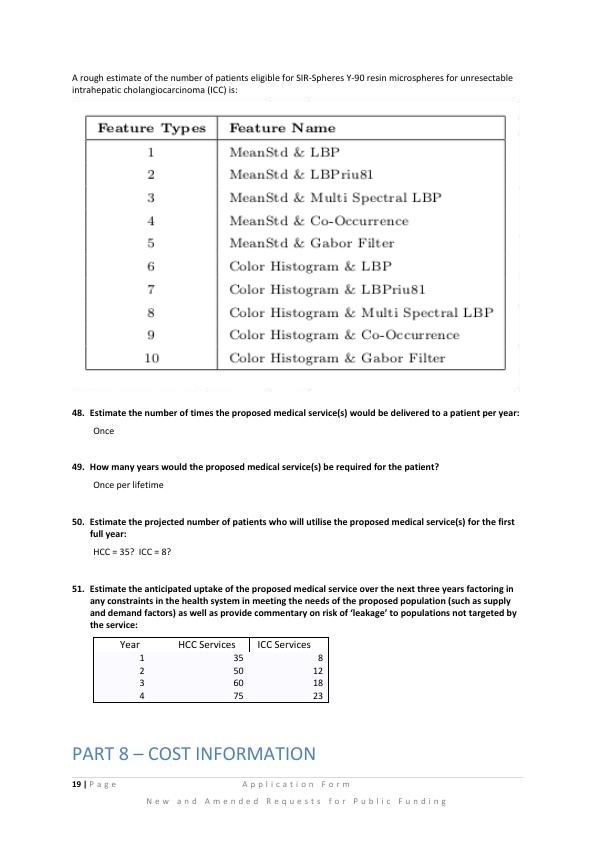 A rough estimate of the number of patients eligible for SIR-Spheres Y-90 resin microspheres for unresectable
intrahepatic cholangiocarcinoma (ICC) is:
Feature Types Feature Name
1 MeanStd & LBP
2 MeanStd & LBPriu81
3 MeanStd & Multi Spectral LBP
4 MeanStd & Co-Occurrence
5 MeanStd & Gabor Filter
6 Color Histogram & LBP
7 Color Histogram & LBPriu81
8 Color Histogram & Multi Spectral LBP
9 Color Histogram & Co-Occurrence
10 Color Histogram & Gabor Filter
48. Estimate the number of times the proposed medical service(s) would be delivered to a patient per year:
Once
49. How many years would the proposed medical service(s) be required for the patient?
Once per lifetime
50. Estimate the projected number of patients who will utilise the proposed medical service(s) for the first
full year:
HCC = 35? ICC = 8?
51. Estimate the anticipated uptake of the proposed medical service over the next three years factoring in
any constraints in the health system in meeting the needs of the proposed population (such as supply
and demand factors) as well as provide commentary on risk of ‘leakage’ to populations not targeted by
the service:
Year HCC Services ICC Services
1 35 8
2 50 12
3 60 18
4 75 23
PART 8 – COST INFORMATION
19 | Page Application Form
New and Amended Requests for Public Funding